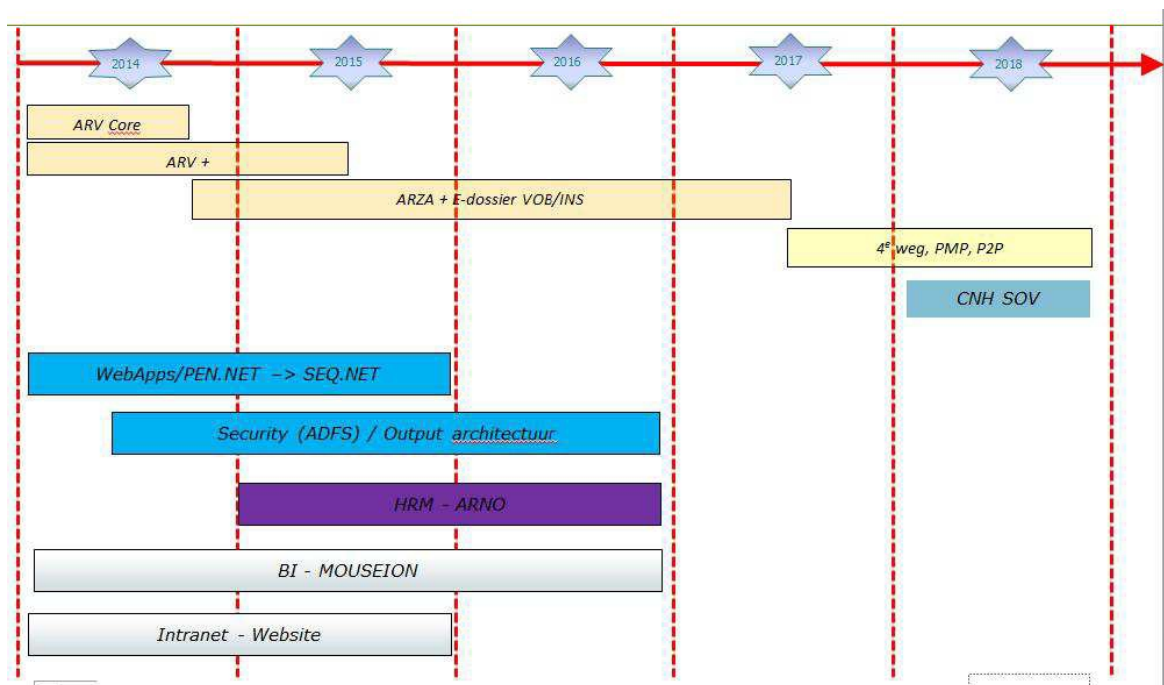 2014
2015
2016
2017
2018
ARV Core
ARV +
ARZA + E-dossier VOB/INS
4e weg, PMP, P2P
CNH SOV
WebApps/PEN.NET –> SEQ.NET
Security (ADFS) / Output architectuur
HRM - ARNO
BI - MOUSEION
Intranet - Website